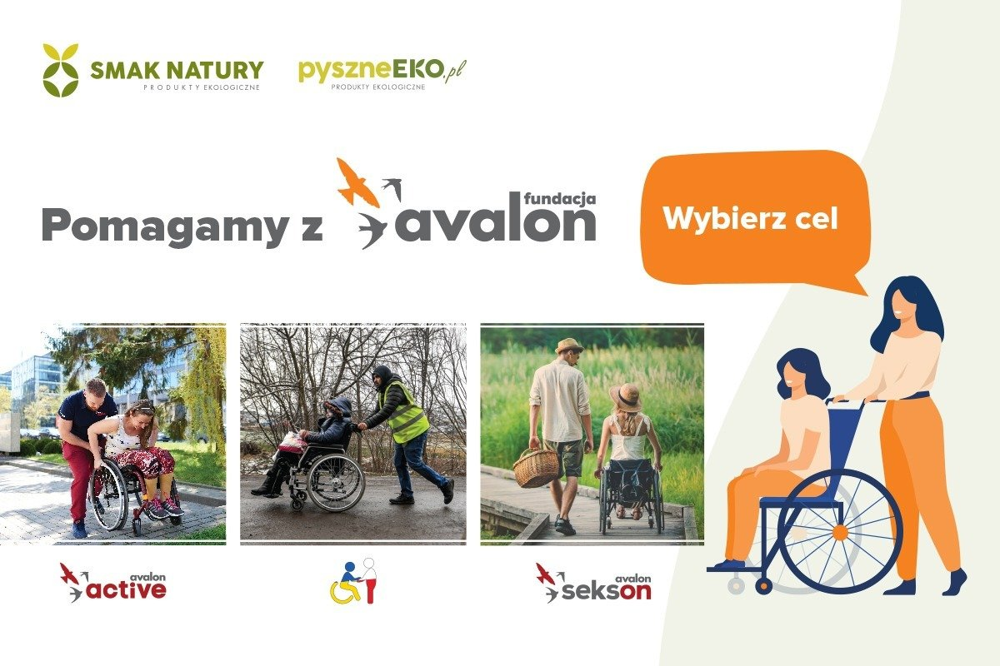 SMAK NATURY
PRODUKTY EKOLOGICZNE
pyszneEKO.pl
PRODUKTY EKOLOGICZNE
Pomagamy z
fundacja
avalon
Wybierz cel
avalon
active
avalon
sekson